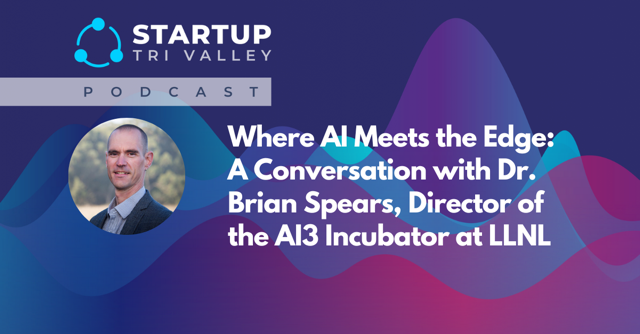 STARTUP
TRI VALLEY
PODCAST
Where AI Meets the Edge:
A Conversation with Dr.
Brian Spears, Director of
the AI3 Incubator at LLNL